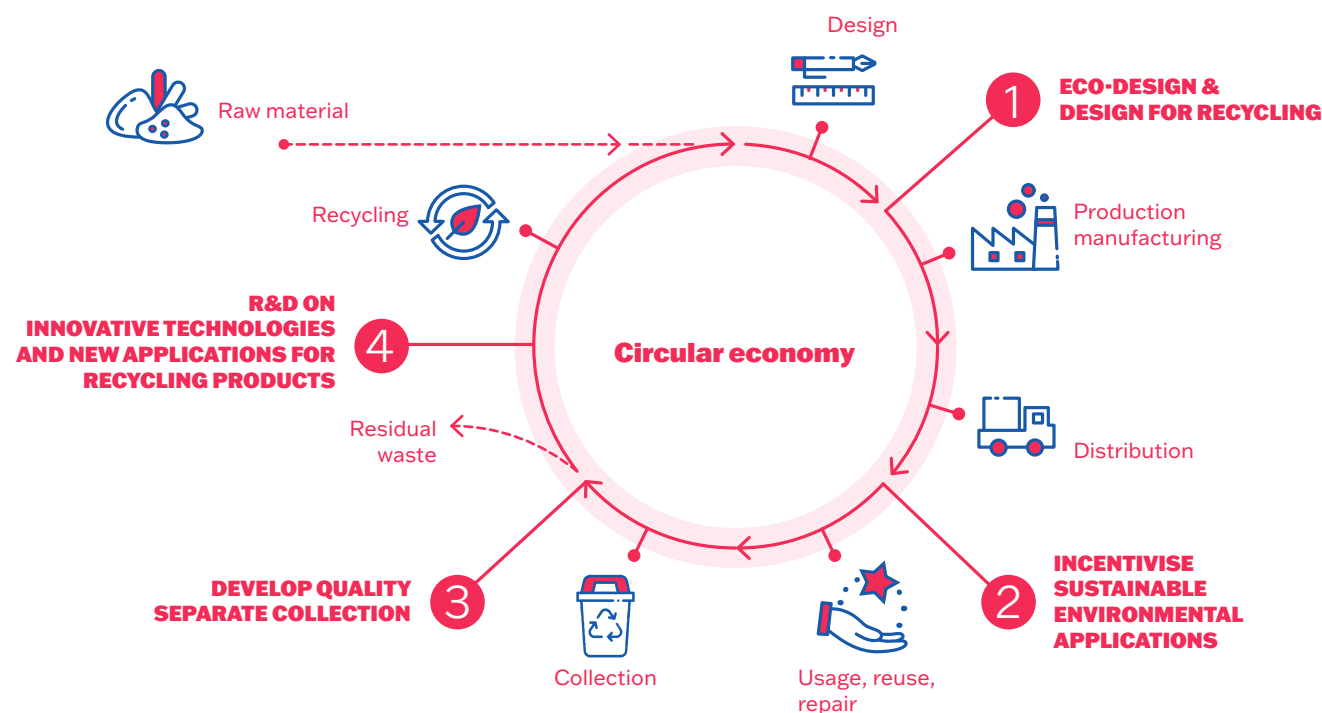 Design
1
ECO-DESIGN &
DESIGN FOR RECYCLING
Raw material
Recycling
Production
manufacturing
R&D ON
INNOVATIVE TECHNOLOGIES
AND NEW APPLICATIONS FOR
RECYCLING PRODUCTS
4
Circular economy
Residual
waste
Distribution
DEVELOP QUALITY
SEPARATE COLLECTION
3
2
INCENTIVISE
SUSTAINABLE
ENVIRONMENTAL
APPLICATIONS
Collection
Usage, reuse,
repair